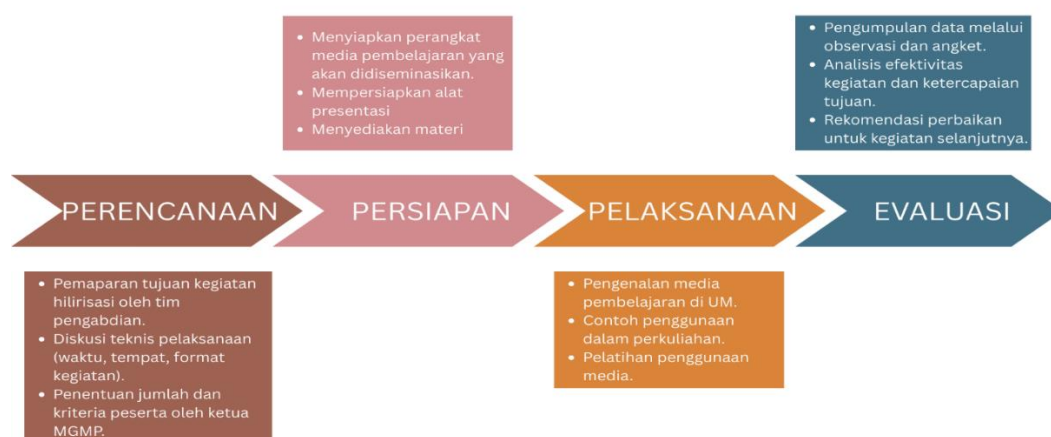 • Menyiapkan perangkat
media pembelajaran yang
akan didiseminasikan.
• Mempersiapkan alat
presentasi
• Menyediakan materi
• Pengumpulan data melalui
observasi dan angket.
• Analisis efektivitas
kegiatan dan ketercapaian
tujuan.
• Rekomendasi perbaikan
untuk kegiatan selanjutnya.
PERENCANAAN
PERSIAPAN
PELAKSANAAN
EVALUASI
• Pemaparan tujuan kegiatan
hilirisasi oleh tim
pengabdian.
• Diskusi teknis pelaksanaan
(waktu, tempat, format
kegiatan).
• Penentuan jumlah dan
kriteria peserta oleh ketua
MGMP.
• Pengenalan media
pembelajaran di UM.
• Contoh penggunaan
dalam perkuliahan.
• Pelatihan penggunaan
media.